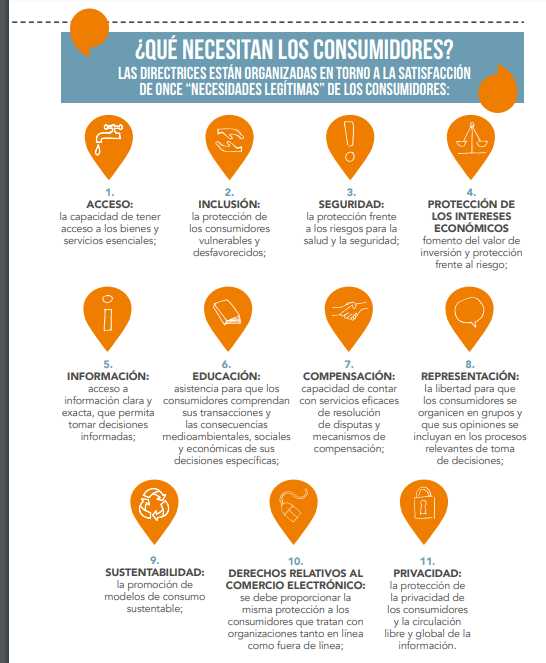 ¿QUÉ NECESITAN LOS CONSUMIDORES?
LAS DIRECTRICES ESTÁN ORGANIZADAS EN TORNO A LA SATISFACCIÓN
DE ONCE “NECESIDADES LEGÍTIMAS” DE LOS CONSUMIDORES:
1.
ACCESO:
la capacidad de tener
acceso a los bienes y
servicios esenciales;
2.
INCLUSIÓN:
la protección de
los consumidores
vulnerables y
desfavorecidos;
3.
SEGURIDAD:
la protección frente
a los riesgos para la
salud y la seguridad;
4.
PROTECCIÓN DE
LOS INTERESES
ECONÓMICOS
fomento del valor de
inversión y protección
frente al riesgo;
5.
INFORMACIÓN:
acceso a
información clara y
exacta, que permita
tomar decisiones
informadas;
6.
EDUCACIÓN:
asistencia para que los
consumidores comprendan
sus transacciones y
las consecuencias
medioambientales, sociales
y económicas de sus
decisiones específicas;
7.
COMPENSACIÓN:
capacidad de contar
con servicios eficaces
de resolución
de disputas y
mecanismos de
compensación;
8.
REPRESENTACIÓN:
la libertad para que
los consumidores se
organicen en grupos y
que sus opiniones se
incluyan en los procesos
relevantes de toma
de decisiones;
9.
SUSTENTABILIDAD:
la promoción de
modelos de consumo
sustentable;
10.
DERECHOS RELATIVOS AL
COMERCIO ELECTRÓNICO:
se debe proporcionar la
misma protección a los
consumidores que tratan con
organizaciones tanto en línea
como fuera de línea;
11.
PRIVACIDAD:
la protección de
la privacidad de
los consumidores
y la circulación
libre y global de la
información.